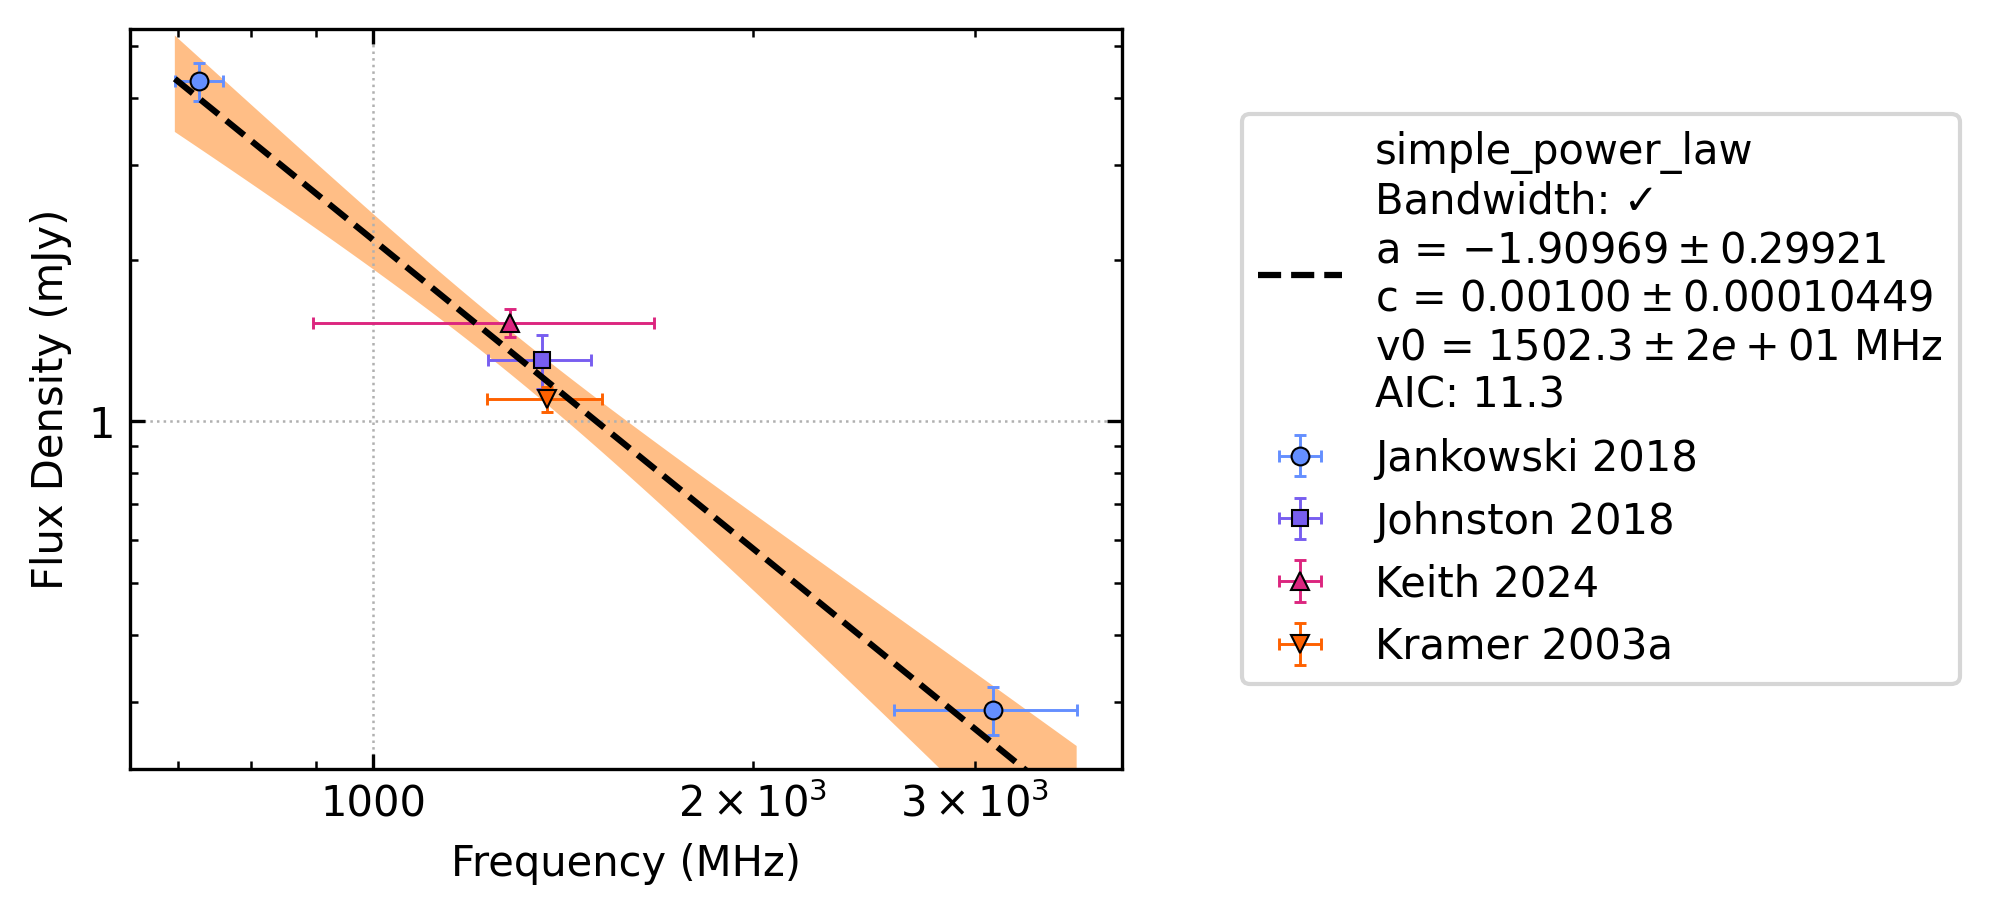 Flux Density (mJy)
1
1000
2 × 10³
3 × 10³
Frequency (MHz)
simple_power_law
Bandwidth: ✓
a = −1.90969 ± 0.29921
c = 0.00100 ± 0.00010449
v0 = 1502.3 ± 2e + 01 MHz
AIC: 11.3
Jankowski 2018
Johnston 2018
Keith 2024
Kramer 2003a